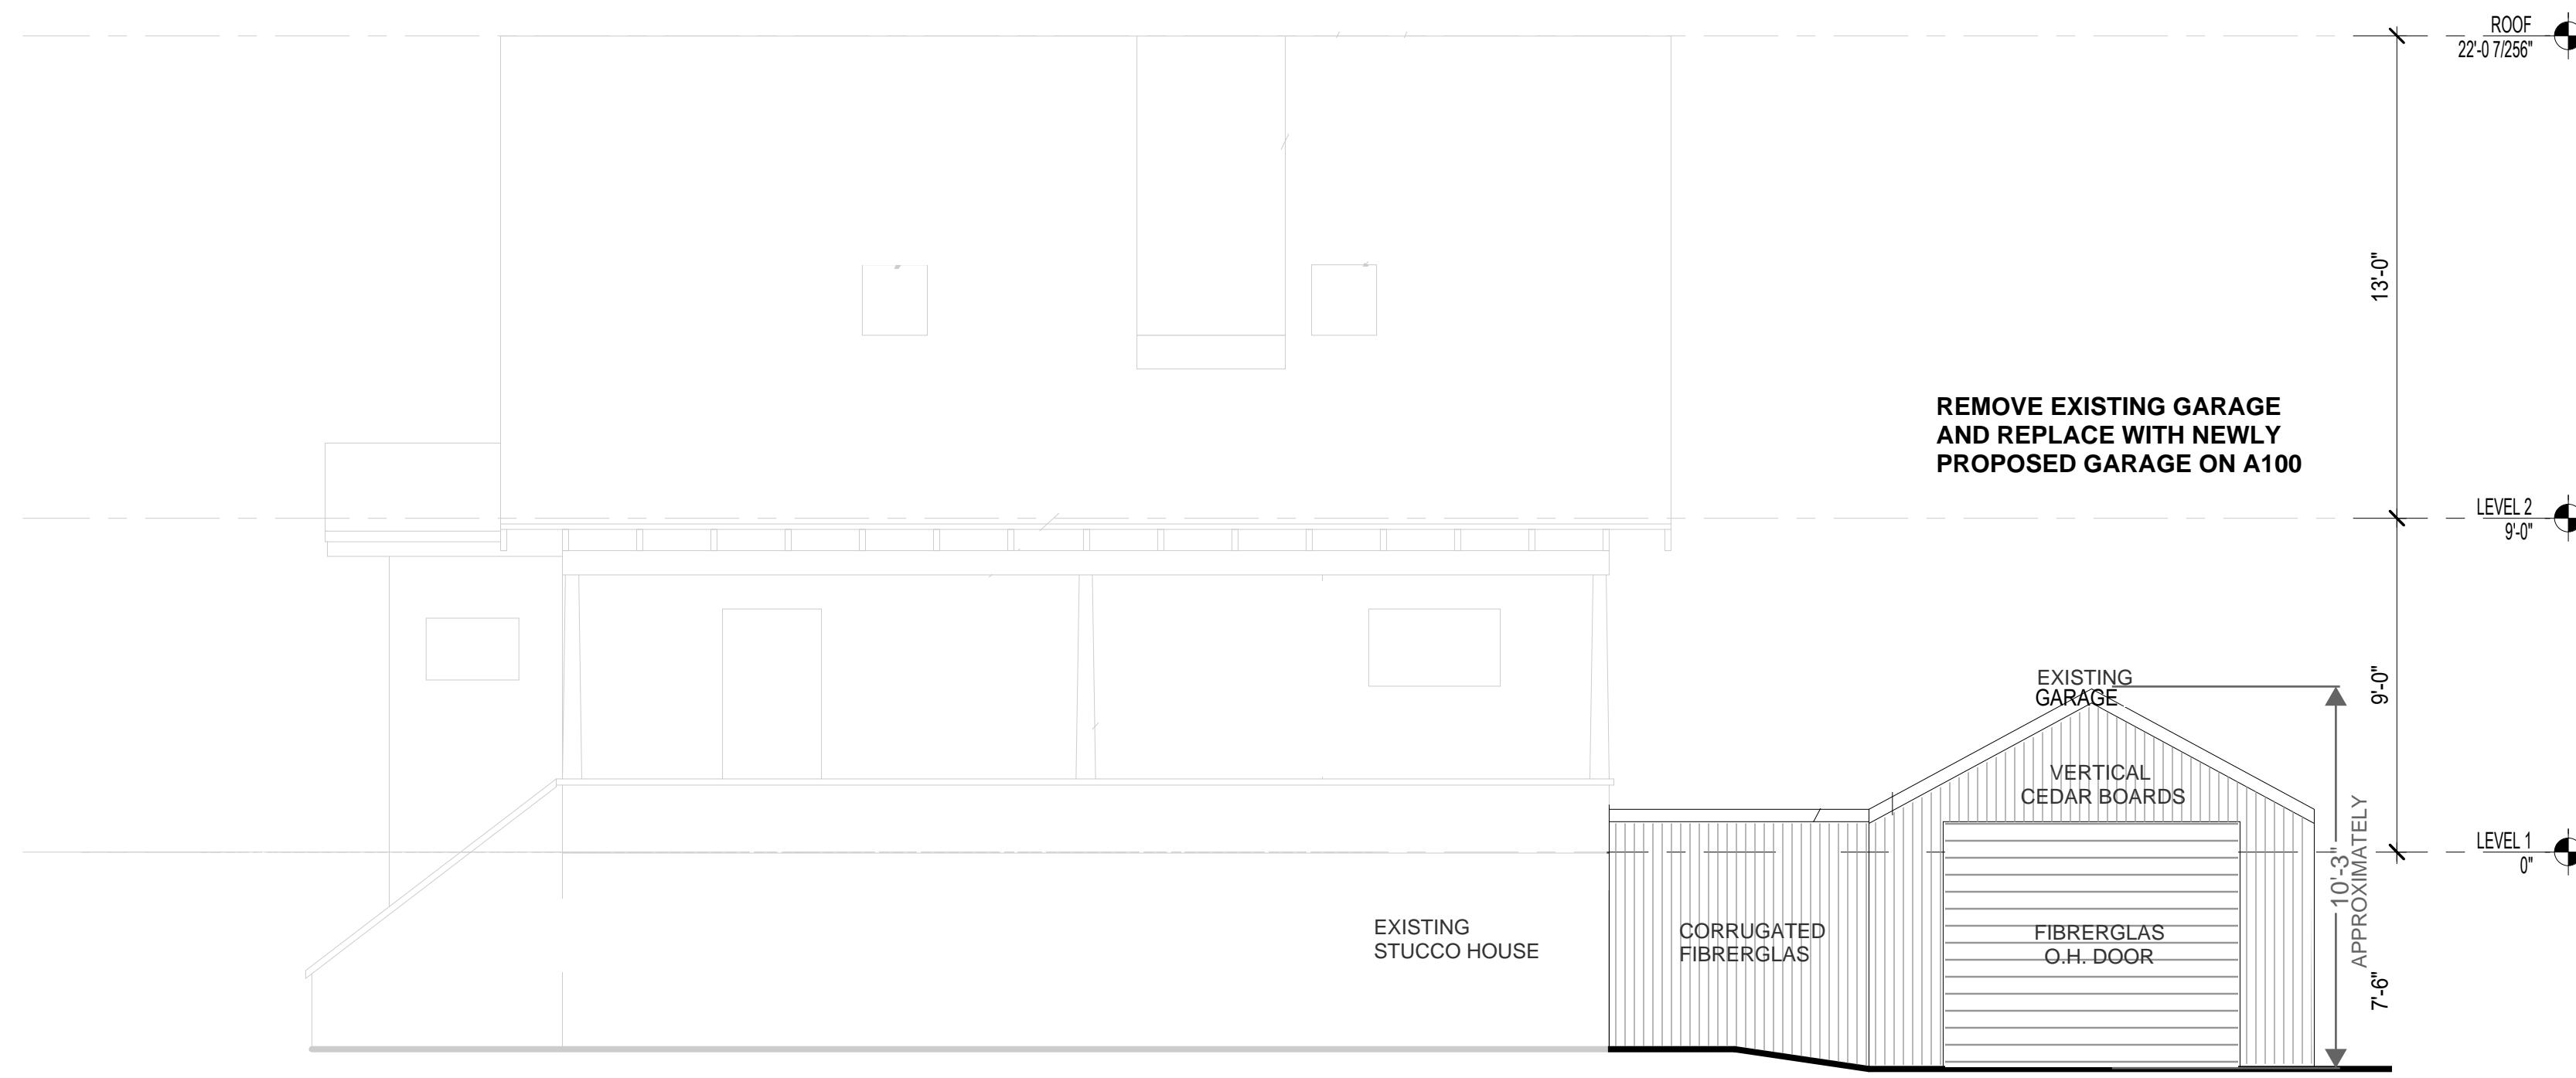 ROOF
22'-0 7/256"
13'-0"
REMOVE EXISTING GARAGE
AND REPLACE WITH NEWLY
PROPOSED GARAGE ON A100
LEVEL 2
9'-0"
9'-0"
EXISTING
GARAGE
VERTICAL
CEDAR BOARDS
LEVEL 1
0"
10'-3"
APPROXIMATELY
EXISTING
STUCCO HOUSE
CORRUGATED
FIBRERGLAS
FIBRERGLAS
O.H. DOOR
7'-6"